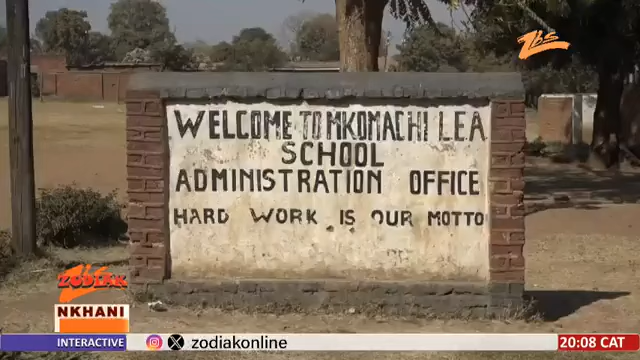 ZBS
WELCOME TO MKOMACHI LEA
SCHOOL
ADMINISTRATION OFFICE
HARD WORK IS OUR MOTTO
ZODIAK
NKHANI
INTERACTIVE
zodiakonline
20:08 CAT